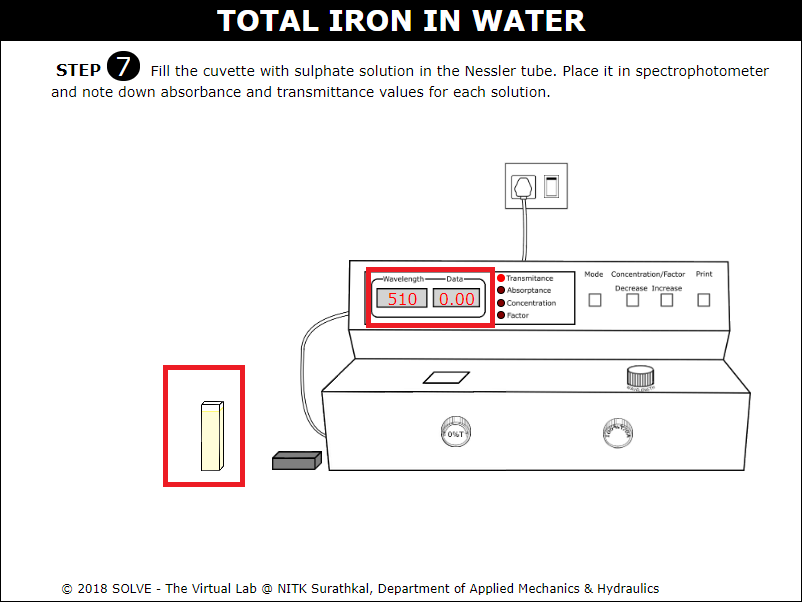 TOTAL IRON IN WATER
STEP 7 Fill the cuvette with sulphate solution in the Nessler tube. Place it in spectrophotometer
and note down absorbance and transmittance values for each solution.
Wavelength Data
510 0.00
Transmitance
Absorptance
Concentration
Factor
Mode Concentration/Factor Print
Decrease Increase
0%T
© 2018 SOLVE - The Virtual Lab @ NITK Surathkal, Department of Applied Mechanics & Hydraulics